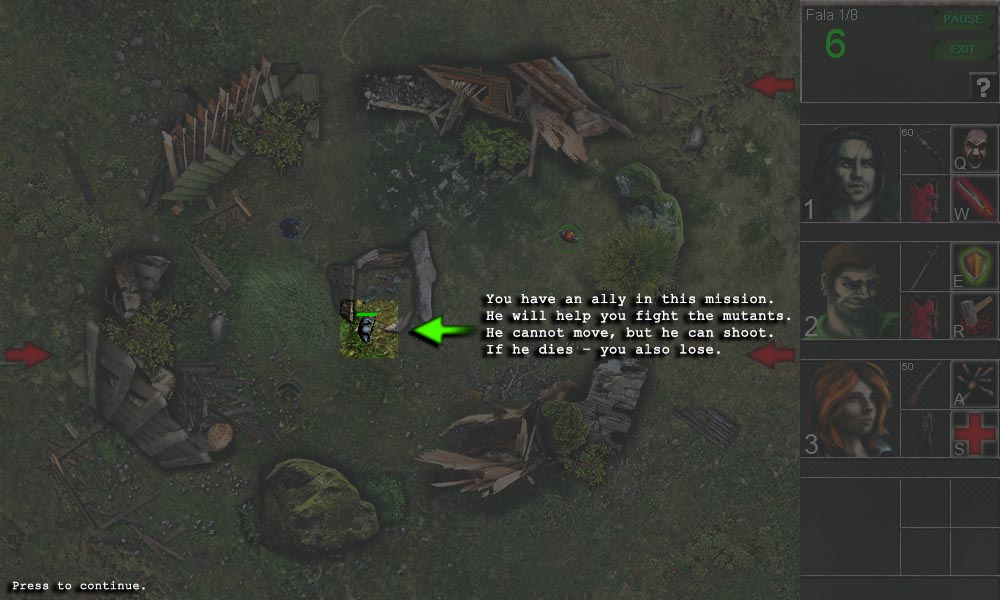 Fala 1/8
PAUSE
6
EXIT
?
60
Q
1
W
E
2
R
50
A
3
S
You have an ally in this mission.
He will help you fight the mutants.
He cannot move, but he can shoot.
If he dies – you also lose.
Press to continue.